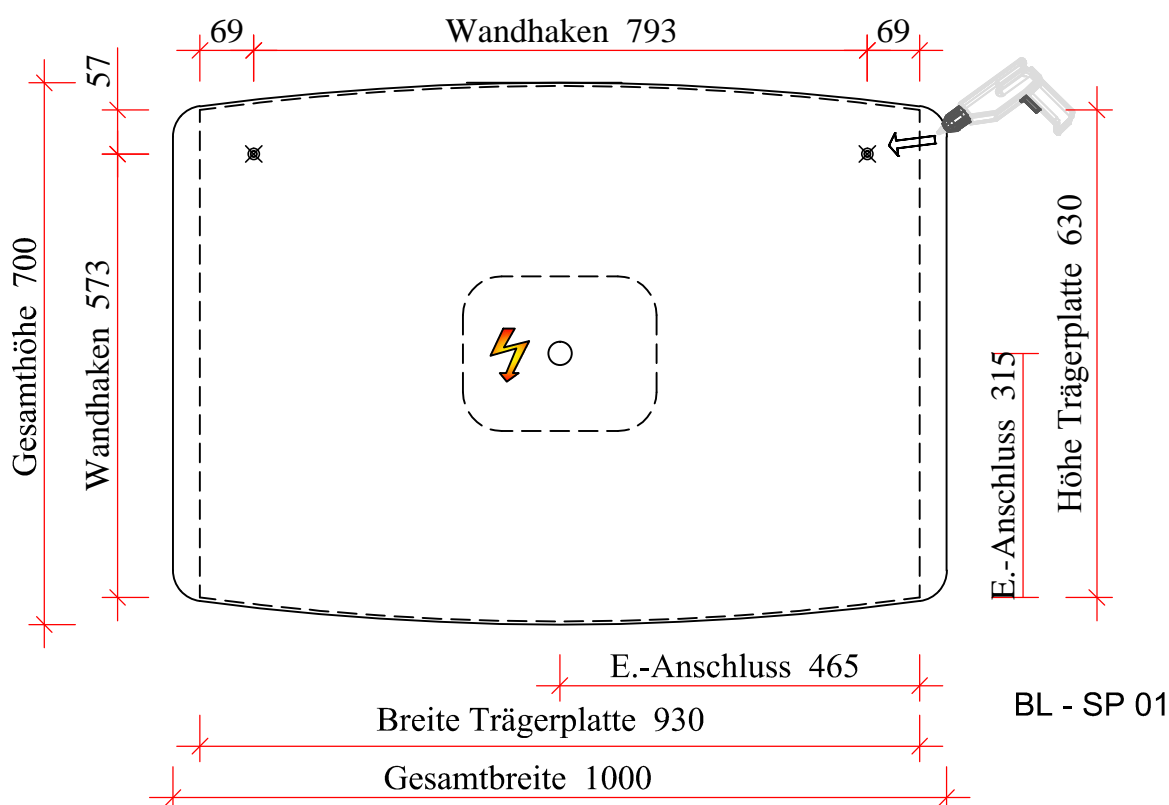 69
Wandhaken 793
69
57
Gesamthöhe 700
Wandhaken 573
Höhe Trägerplatte 630
E.-Anschluss 315
E.-Anschluss 465
BL - SP 01
Breite Trägerplatte 930
Gesamtbreite 1000